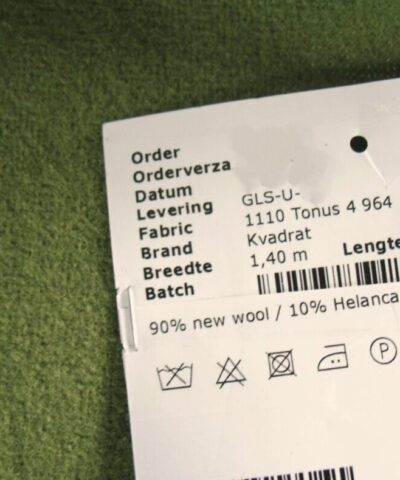 Order
Orderverza
Datum
Levering GLS-U-
Fabric 1110 Tonus 4 964
Brand Kvadrat
Breedte 1,40 m Lengte
Batch
90% new wool / 10% Helanca
P